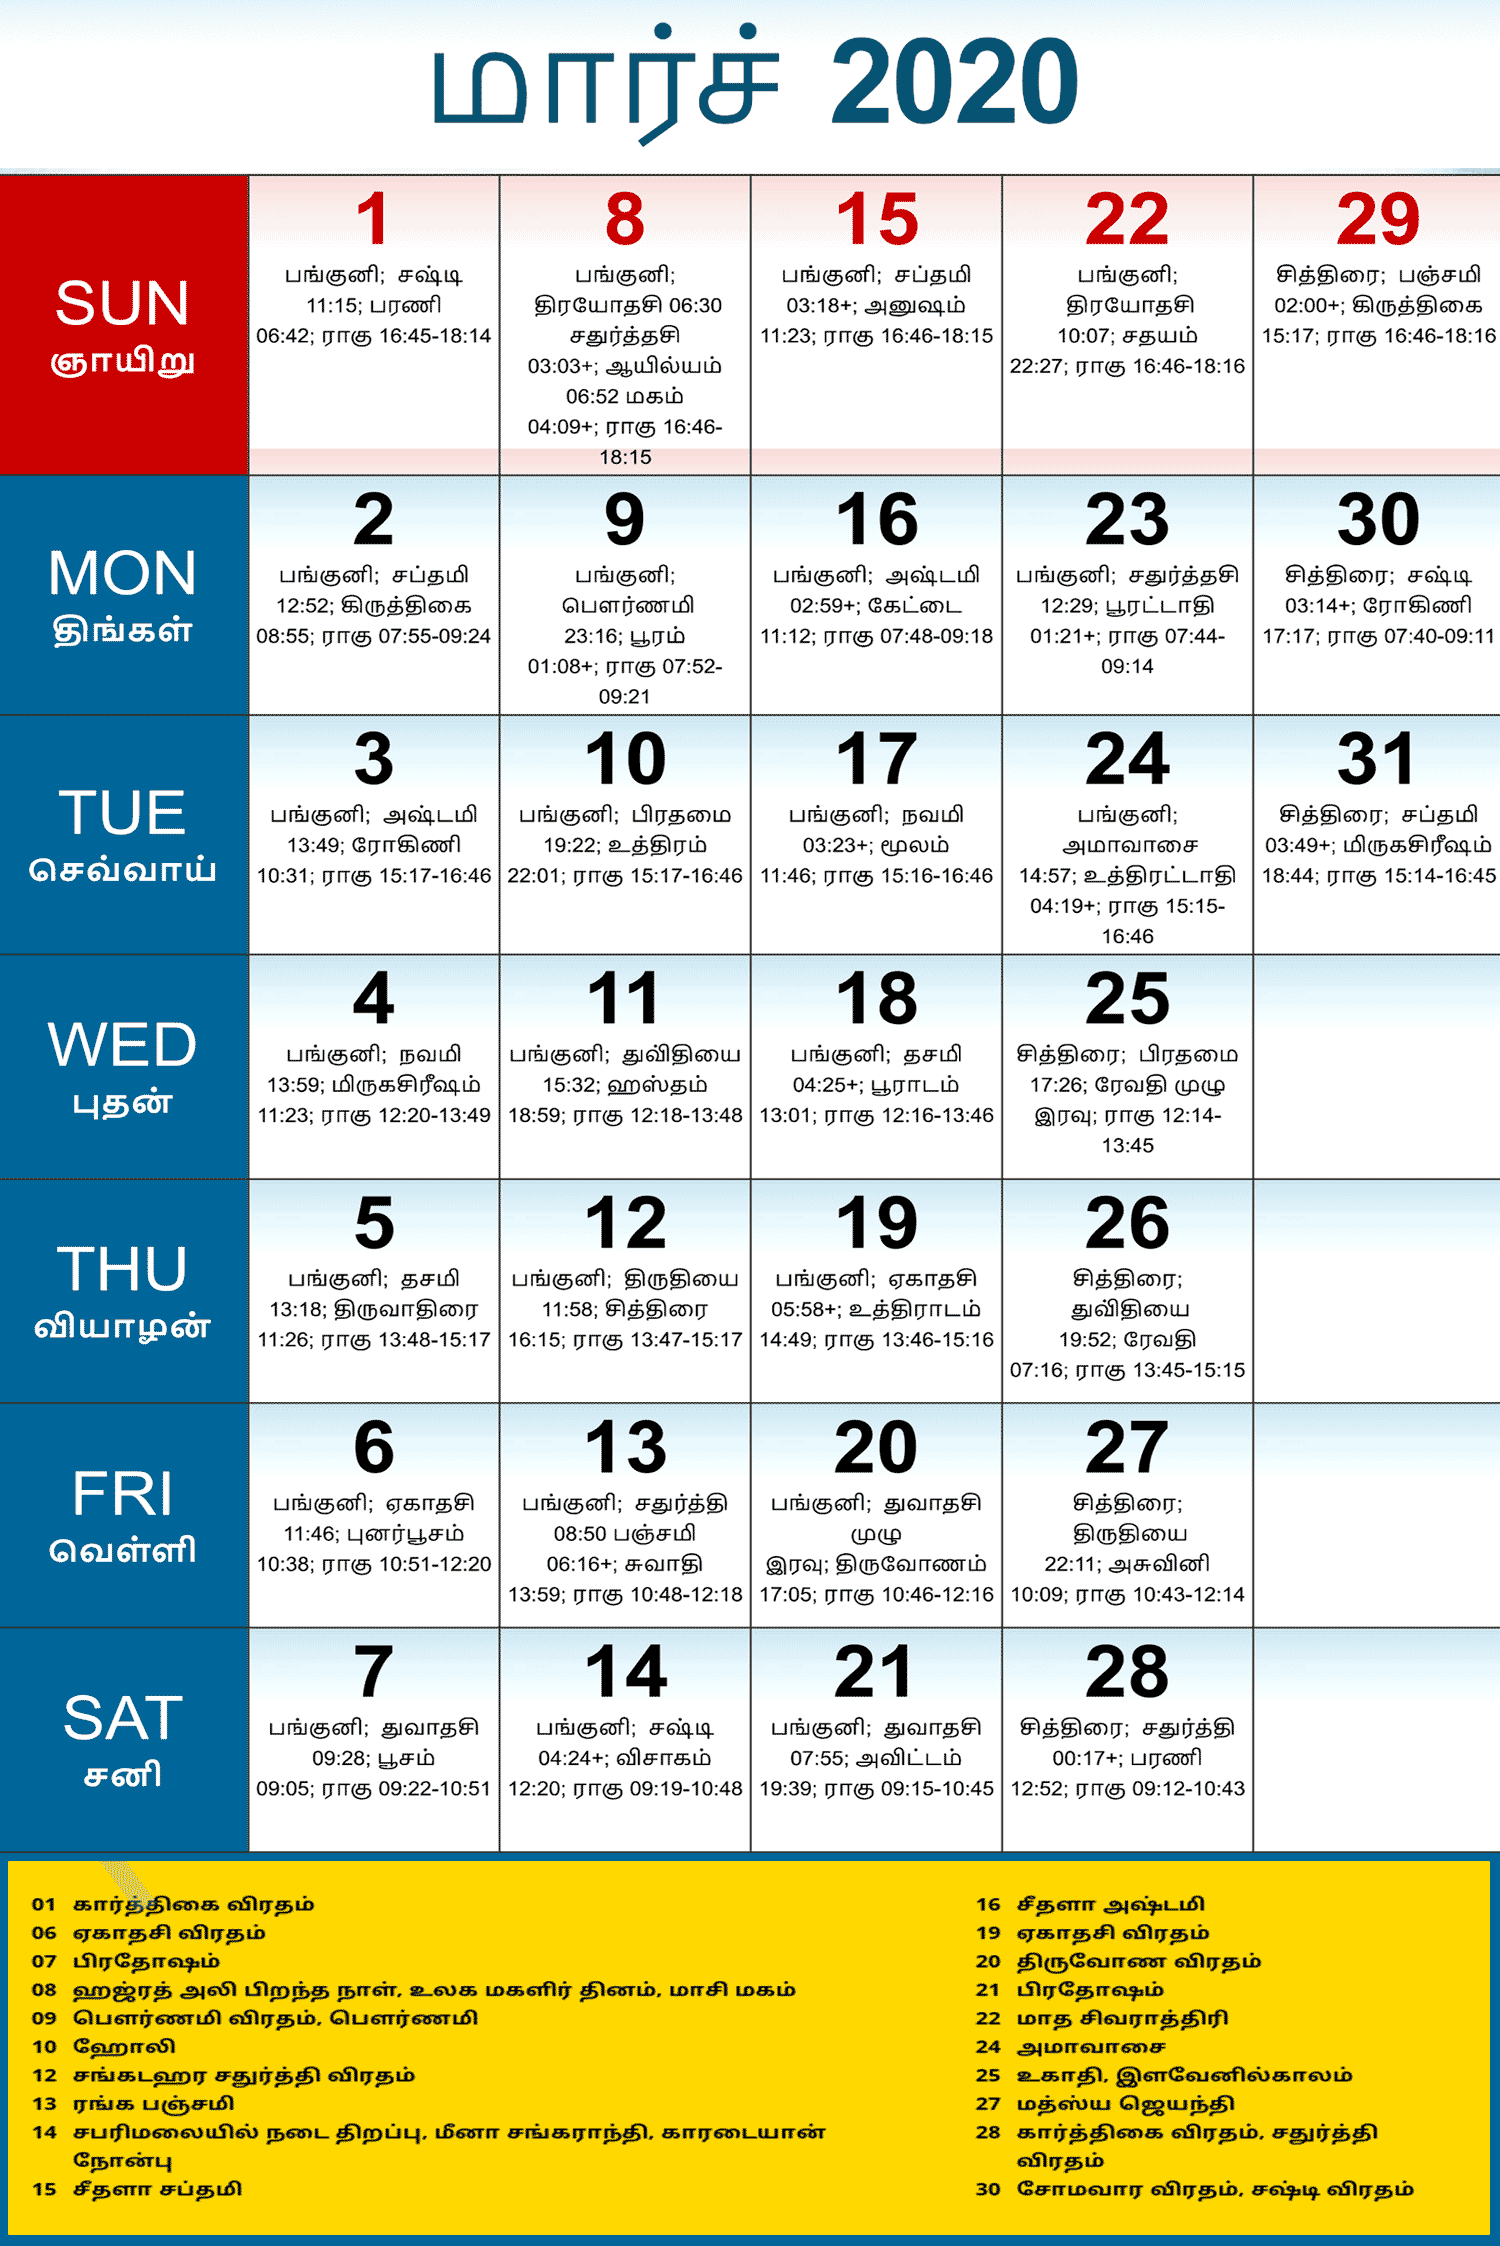 மார்ச் 2020
SUN
ஞாயிறு
1
பங்குனி; சஷ்டி
11:15; பரணி
06:42; ராகு 16:45-18:14
8
பங்குனி;
திரயோதசி 06:30
சதுர்த்தசி
03:03+; ஆயில்யம்
06:52 மகம்
04:09+; ராகு 16:46-
18:15
15
பங்குனி; சப்தமி
03:18+; அனுஷம்
11:23; ராகு 16:46-18:15
22
பங்குனி;
திரயோதசி
10:07; சதயம்
22:27; ராகு 16:46-18:16
29
சித்திரை; பஞ்சமி
02:00+; கிருத்திகை
15:17; ராகு 16:46-18:16
MON
திங்கள்
2
பங்குனி; சப்தமி
12:52; கிருத்திகை
08:55; ராகு 07:55-09:24
9
பங்குனி;
பௌர்ணமி
23:16; பூரம்
01:08+; ராகு 07:52-
09:21
16
பங்குனி; அஷ்டமி
02:59+; கேட்டை
11:12; ராகு 07:48-09:18
23
பங்குனி; சதுர்த்தசி
12:29; பூரட்டாதி
01:21+; ராகு 07:44-
09:14
30
சித்திரை; சஷ்டி
03:14+; ரோகிணி
17:17; ராகு 07:40-09:11
TUE
செவ்வாய்
3
பங்குனி; அஷ்டமி
13:49; ரோகிணி
10:31; ராகு 15:17-16:46
10
பங்குனி; பிரதமை
19:22; உத்திரம்
22:01; ராகு 15:17-16:46
17
பங்குனி; நவமி
03:23+; மூலம்
11:46; ராகு 15:16-16:46
24
பங்குனி;
அமாவாசை
14:57; உத்திரட்டாதி
04:19+; ராகு 15:15-
16:46
31
சித்திரை; சப்தமி
03:49+; மிருகசிரீஷம்
18:44; ராகு 15:14-16:45
WED
புதன்
4
பங்குனி; நவமி
13:59; மிருகசிரீஷம்
11:23; ராகு 12:20-13:49
11
பங்குனி; துவிதியை
15:32; ஹஸ்தம்
18:59; ராகு 12:18-13:48
18
பங்குனி; தசமி
04:25+; பூராடம்
13:01; ராகு 12:16-13:46
25
சித்திரை; பிரதமை
17:26; ரேவதி முழு
இரவு; ராகு 12:14-
13:45
THU
வியாழன்
5
பங்குனி; தசமி
13:18; திருவாதிரை
11:26; ராகு 13:48-15:17
12
பங்குனி; திருதியை
11:58; சித்திரை
16:15; ராகு 13:47-15:17
19
பங்குனி; ஏகாதசி
05:58+; உத்திராடம்
14:49; ராகு 13:46-15:16
26
சித்திரை;
துவிதியை
19:52; ரேவதி
07:16; ராகு 13:45-15:15
FRI
வெள்ளி
6
பங்குனி; ஏகாதசி
11:46; புனர்பூசம்
10:38; ராகு 10:51-12:20
13
பங்குனி; சதுர்த்தி
08:50 பஞ்சமி
06:16+; சுவாதி
13:59; ராகு 10:48-12:18
20
பங்குனி; துவாதசி
முழு
இரவு; திருவோணம்
17:05; ராகு 10:46-12:16
27
சித்திரை;
திருதியை
22:11; அசுவினி
10:09; ராகு 10:43-12:14
SAT
சனி
7
பங்குனி; துவாதசி
09:28; பூசம்
09:05; ராகு 09:22-10:51
14
பங்குனி; சஷ்டி
04:24+; விசாகம்
12:20; ராகு 09:19-10:48
21
பங்குனி; துவாதசி
07:55; அவிட்டம்
19:39; ராகு 09:15-10:45
28
சித்திரை; சதுர்த்தி
00:17+; பரணி
12:52; ராகு 09:12-10:43
01 கார்த்திகை விரதம்
06 ஏகாதசி விரதம்
07 பிரதோஷம்
08 ஹஜ்ரத் அலி பிறந்த நாள், உலக மகளிர் தினம், மாசி மகம்
09 பௌர்ணமி விரதம், பௌர்ணமி
10 ஹோலி
12 சங்கடஹர சதுர்த்தி விரதம்
13 ரங்க பஞ்சமி
14 சபரிமலையில் நடை திறப்பு, மீனா சங்கராந்தி, காரடையான்
நோன்பு
15 சீதளா சப்தமி
16 சீதளா அஷ்டமி
19 ஏகாதசி விரதம்
20 திருவோண விரதம்
21 பிரதோஷம்
22 மாத சிவராத்திரி
24 அமாவாசை
25 உகாதி, இளவேனில்காலம்
27 மத்ஸ்ய ஜெயந்தி
28 கார்த்திகை விரதம், சதுர்த்தி
விரதம்
30 சோமவார விரதம், சஷ்டி விரதம்